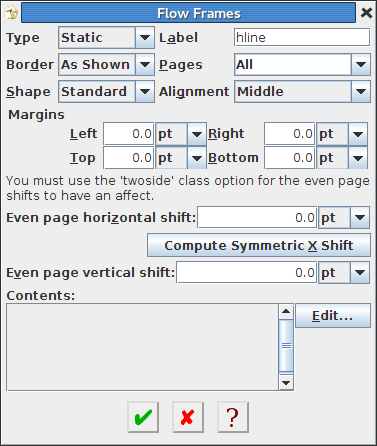 Flow Frames
Type Static Label hline
Border As Shown Pages All
Shape Standard Alignment Middle
Margins
Left 0.0 pt Right 0.0 pt
Top 0.0 pt Bottom 0.0 pt
You must use the 'twoside' class option for the even page
shifts to have an affect.
Even page horizontal shift: 0.0 pt
Compute Symmetric X Shift
Even page vertical shift: 0.0 pt
Contents:
Edit...
?